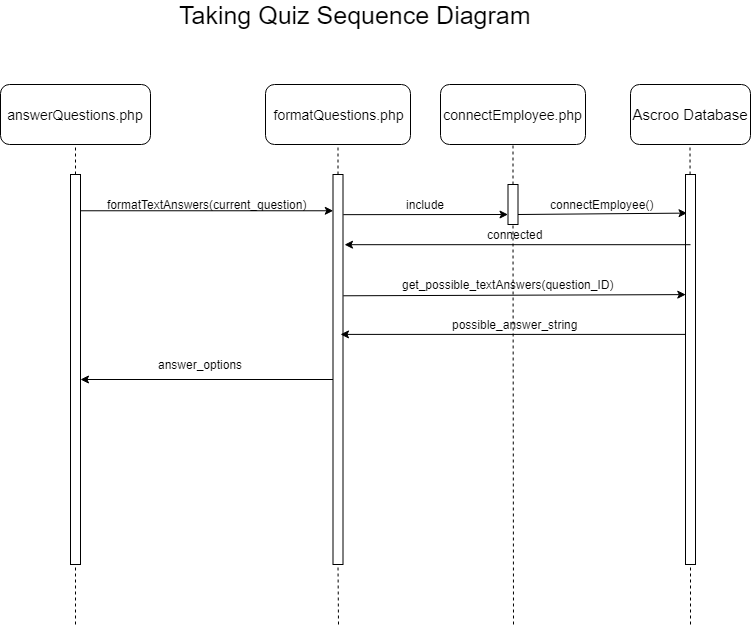 Taking Quiz Sequence Diagram
answerQuestions.php
formatQuestions.php
connectEmployee.php
Ascroo Database
formatTextAnswers(current_question)
include
connectEmployee()
connected
get_possible_textAnswers(question_ID)
possible_answer_string
answer_options